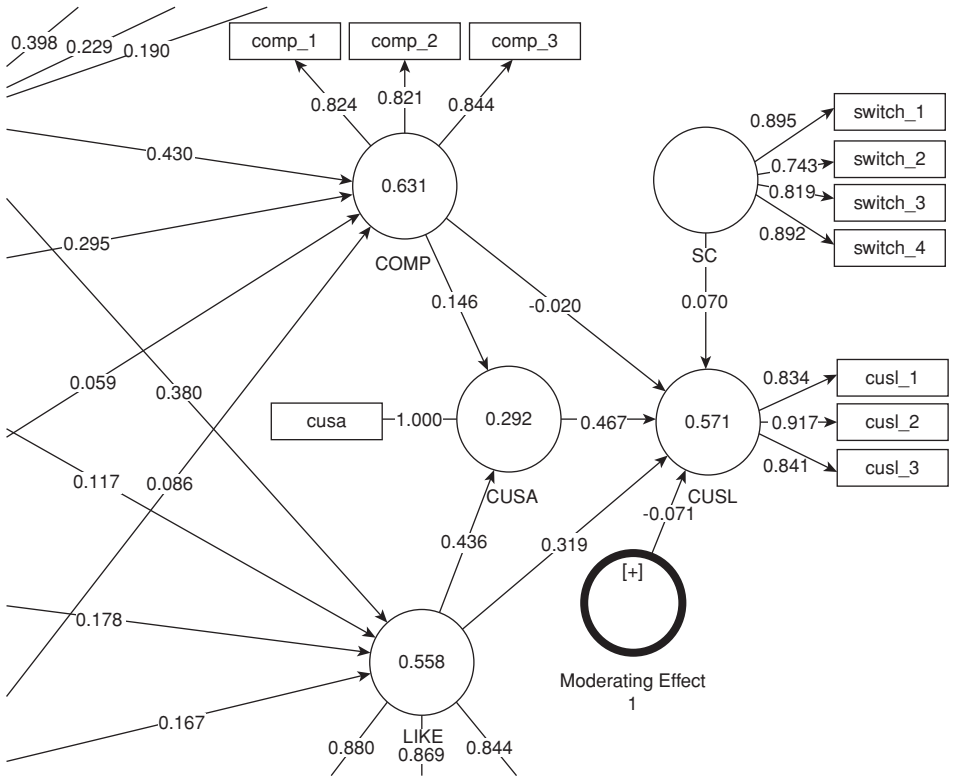 0.398
0.229
0.190
comp_1
comp_2
comp_3
0.824
0.821
0.844
switch_1
0.895
0.430
0.631
0.743
switch_2
0.819
switch_3
0.892
switch_4
0.295
COMP
SC
0.146
-0.020
0.070
0.059
0.380
0.834
cusl_1
cusa
1.000
0.292
0.467
0.571
0.917
cusl_2
0.841
cusl_3
0.117
0.086
CUSA
CUSL
-0.071
0.436
0.319
[+]
0.178
0.558
Moderating Effect
1
0.167
LIKE
0.880
0.869
0.844